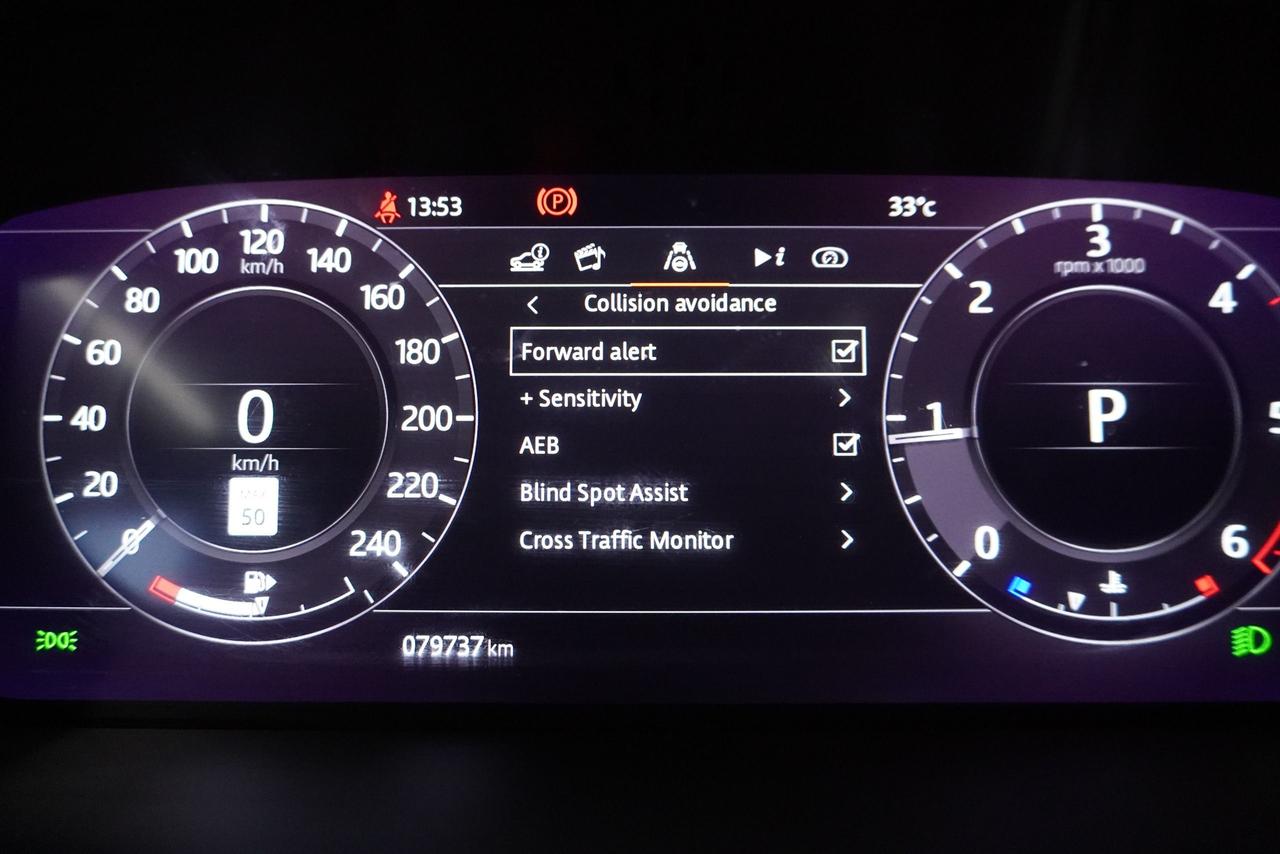 13:53
P
33°c
Collision avoidance
Forward alert
+ Sensitivity
AEB
Blind Spot Assist
Cross Traffic Monitor
0
20
40
60
80
100
120
km/h
140
160
180
200
220
240
0
km/h
MAX
50
0
1
2
3
rpm x 1000
4
5
6
P
079737 km